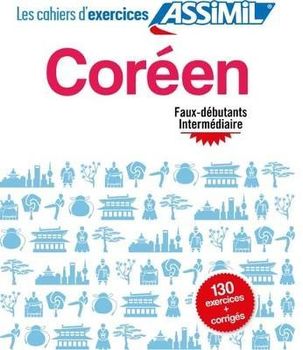 Les cahiers d'exercices ASSiMiL®
Coréen
Faux-débutants
Intermédiaire
130
exercices
+
corrigés